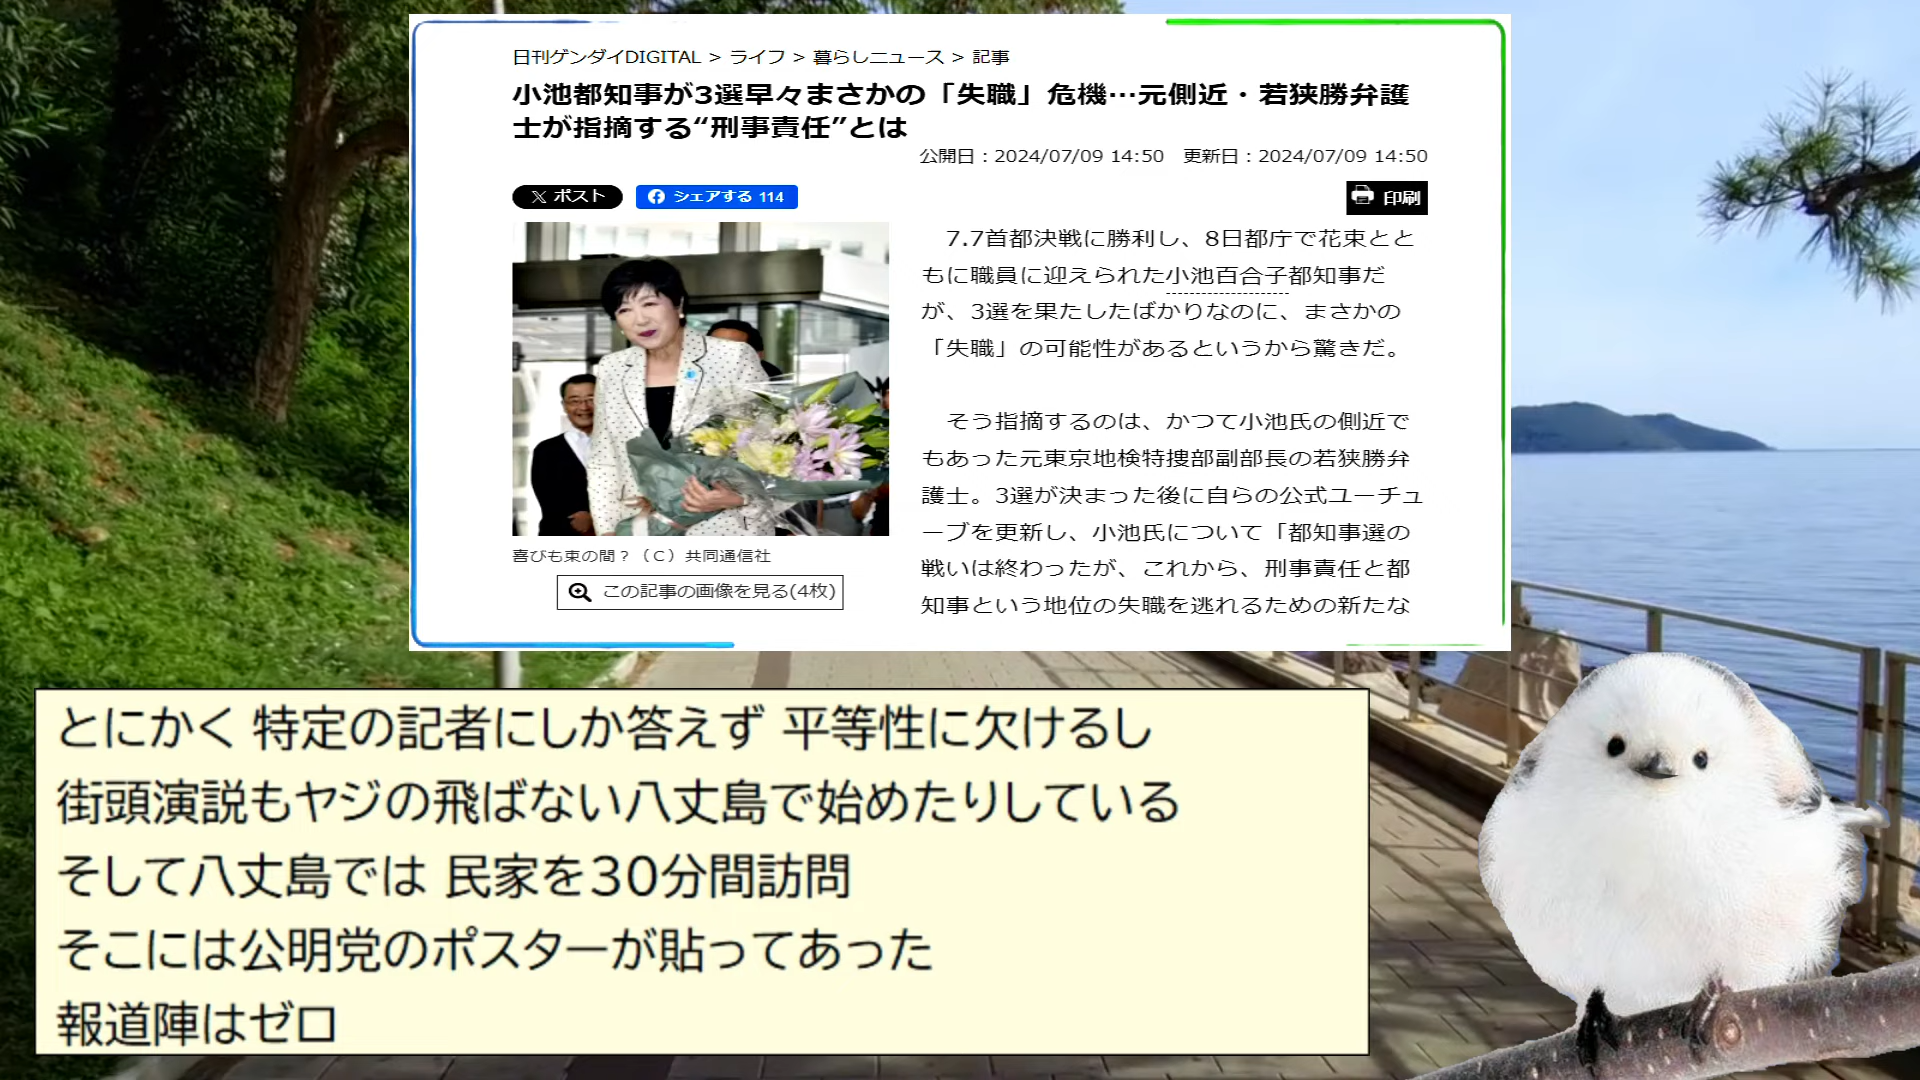 日刊ゲンダイDIGITAL > ライフ > 暮らしニュース > 記事
小池都知事が3選早々まさかの「失職」危機…元側近・若狭勝弁護
士が指摘する“刑事責任”とは
公開日：2024/07/09 14:50　更新日：2024/07/09 14:50
ポスト
シェアする 114
印刷
7.7首都決戦に勝利し、8日都庁で花束とと
もに職員に迎えられた小池百合子都知事だ
が、3選を果たしたばかりなのに、まさかの
「失職」の可能性があるというから驚きだ。
そう指摘するのは、かつて小池氏の側近で
もあった元東京地検特捜部副部長の若狭勝弁
護士。3選が決まった後に自らの公式ユーチュ
ーブを更新し、小池氏について「都知事選の
戦いは終わったが、これから、刑事責任と都
知事という地位の失職を逃れるための新たな
喜びも束の間？（Ｃ）共同通信社
この記事の画像を見る(4枚)
とにかく 特定の記者にしか答えず 平等性に欠けるし
街頭演説もヤジの飛ばない八丈島で始めたりしている
そして八丈島では 民家を30分間訪問
そこには公明党のポスターが貼ってあった
報道陣はゼロ